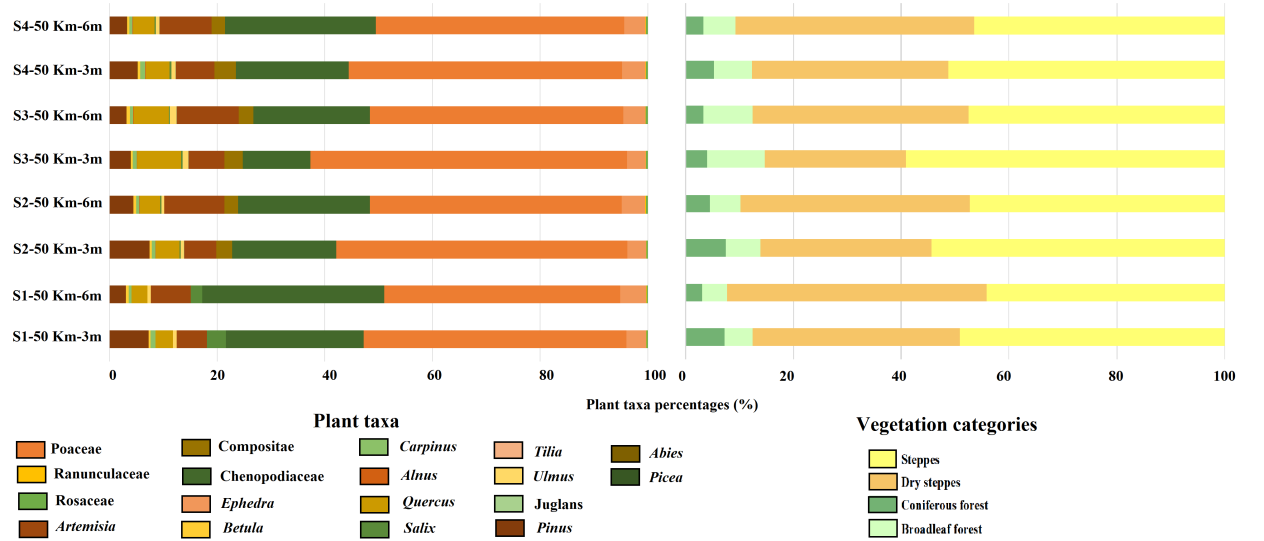 S4-50 Km-6m
S4-50 Km-3m
S3-50 Km-6m
S3-50 Km-3m
S2-50 Km-6m
S2-50 Km-3m
S1-50 Km-6m
S1-50 Km-3m
0 20 40 60 80 100
0 20 40 60 80 100
Plant taxa percentages (%)
Plant taxa
Poaceae
Ranunculaceae
Rosaceae
Artemisia
Compositae
Chenopodiaceae
Ephedra
Betula
Carpinus
Alnus
Quercus
Salix
Tilia
Ulmus
Juglans
Pinus
Abies
Picea
Vegetation categories
Steppes
Dry steppes
Coniferous forest
Broadleaf forest